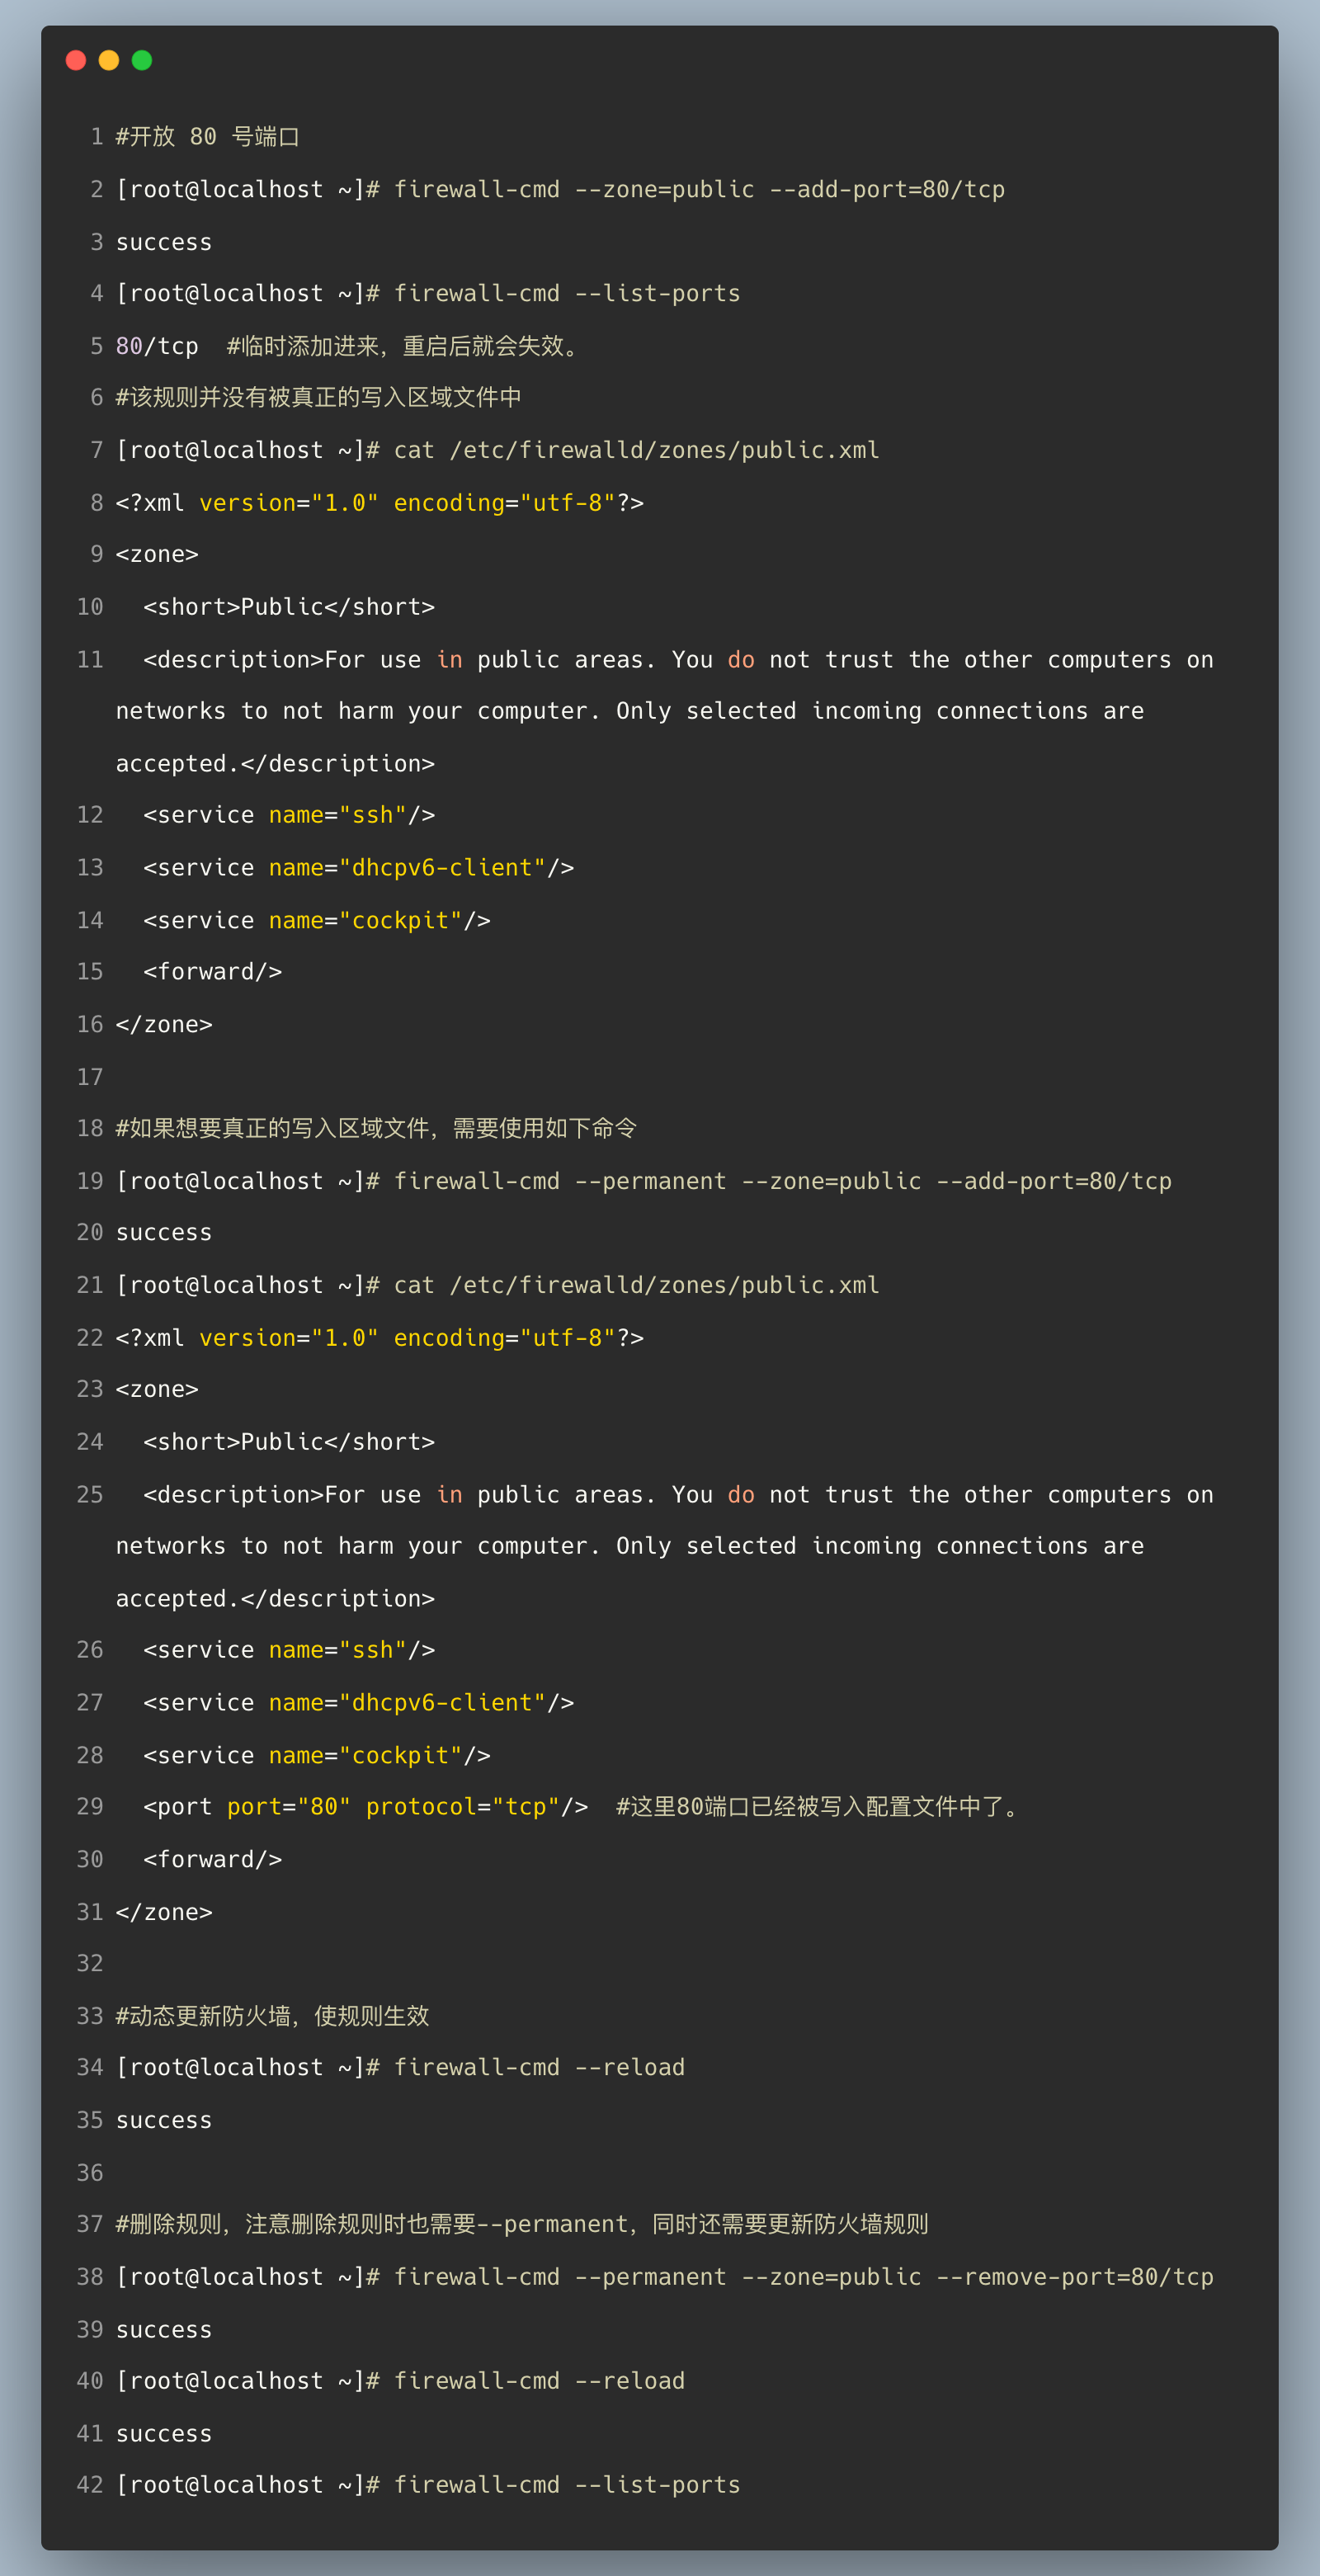 1 #开放 80 号端口
2 [root@localhost ~]# firewall-cmd --zone=public --add-port=80/tcp
3 success
4 [root@localhost ~]# firewall-cmd --list-ports
5 80/tcp  #临时添加进来，重启后就会失效。
6 #该规则并没有被真正的写入区域文件中
7 [root@localhost ~]# cat /etc/firewalld/zones/public.xml
8 <?xml version="1.0" encoding="utf-8"?>
9 <zone>
10   <short>Public</short>
11   <description>For use in public areas. You do not trust the other computers on
networks to not harm your computer. Only selected incoming connections are
accepted.</description>
12   <service name="ssh"/>
13   <service name="dhcpv6-client"/>
14   <service name="cockpit"/>
15   <forward/>
16 </zone>
17
18 #如果想要真正的写入区域文件，需要使用如下命令
19 [root@localhost ~]# firewall-cmd --permanent --zone=public --add-port=80/tcp
20 success
21 [root@localhost ~]# cat /etc/firewalld/zones/public.xml
22 <?xml version="1.0" encoding="utf-8"?>
23 <zone>
24   <short>Public</short>
25   <description>For use in public areas. You do not trust the other computers on
networks to not harm your computer. Only selected incoming connections are
accepted.</description>
26   <service name="ssh"/>
27   <service name="dhcpv6-client"/>
28   <service name="cockpit"/>
29   <port port="80" protocol="tcp"/>  #这里80端口已经被写入配置文件中了。
30   <forward/>
31 </zone>
32
33 #动态更新防火墙，使规则生效
34 [root@localhost ~]# firewall-cmd --reload
35 success
36
37 #删除规则，注意删除规则时也需要--permanent，同时还需要更新防火墙规则
38 [root@localhost ~]# firewall-cmd --permanent --zone=public --remove-port=80/tcp
39 success
40 [root@localhost ~]# firewall-cmd --reload
41 success
42 [root@localhost ~]# firewall-cmd --list-ports